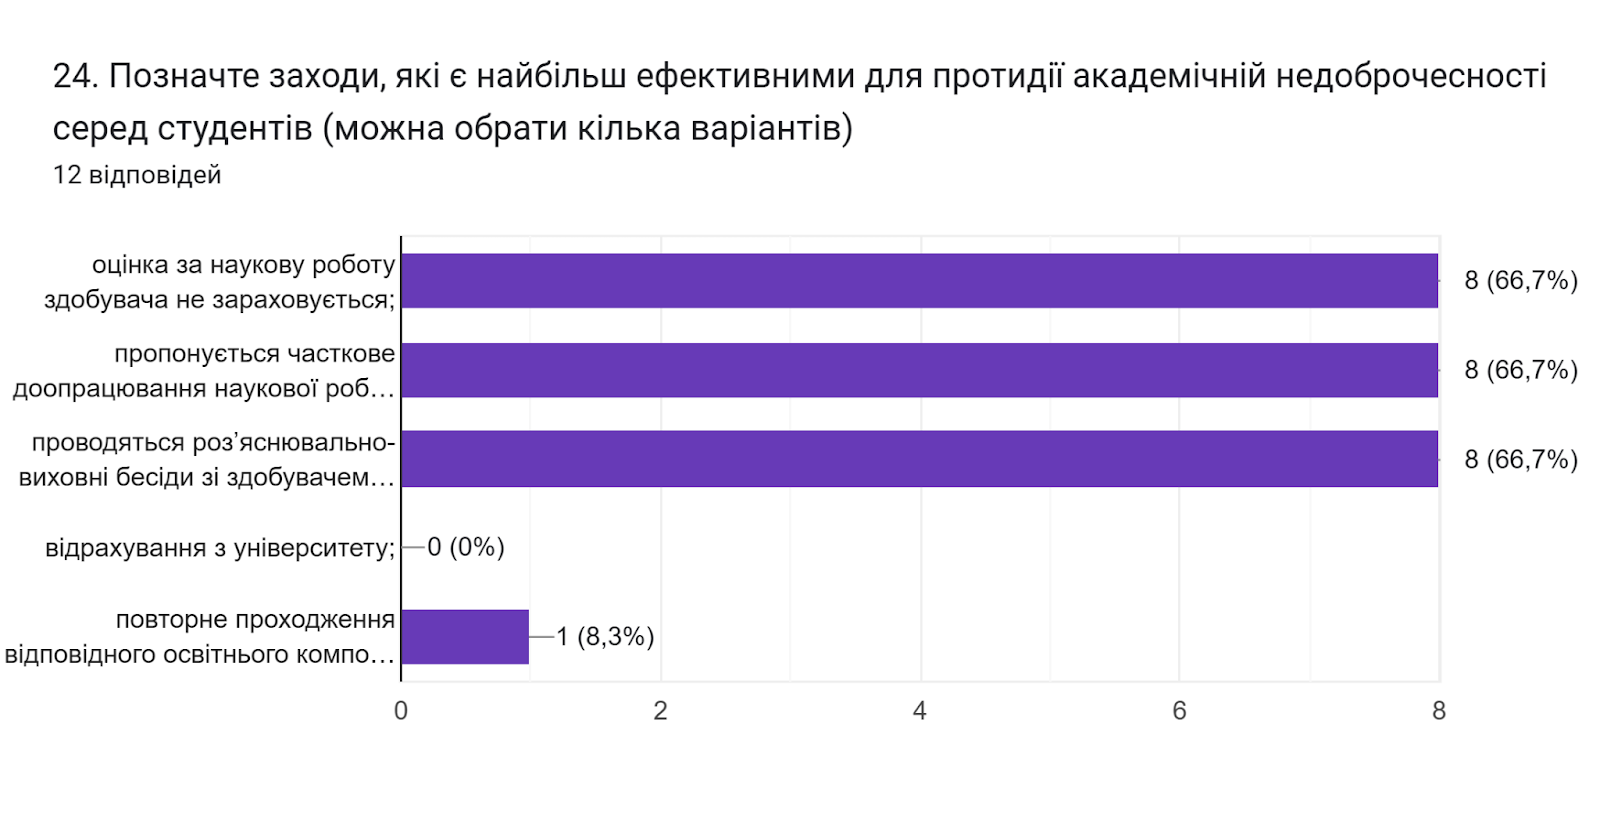 24. Позначте заходи, які є найбільш ефективними для протидії академічній недоброчесності
серед студентів (можна обрати кілька варіантів)
12 відповідей
оцінка за наукову роботу
здобувача не зараховується;
8 (66,7%)
пропонується часткове
доопрацювання наукової роб…
8 (66,7%)
проводяться роз’яснювально-
виховні бесіди зі здобувачем…
8 (66,7%)
відрахування з університету;
0 (0%)
повторне проходження
відповідного освітнього компо…
1 (8,3%)
0 2 4 6 8